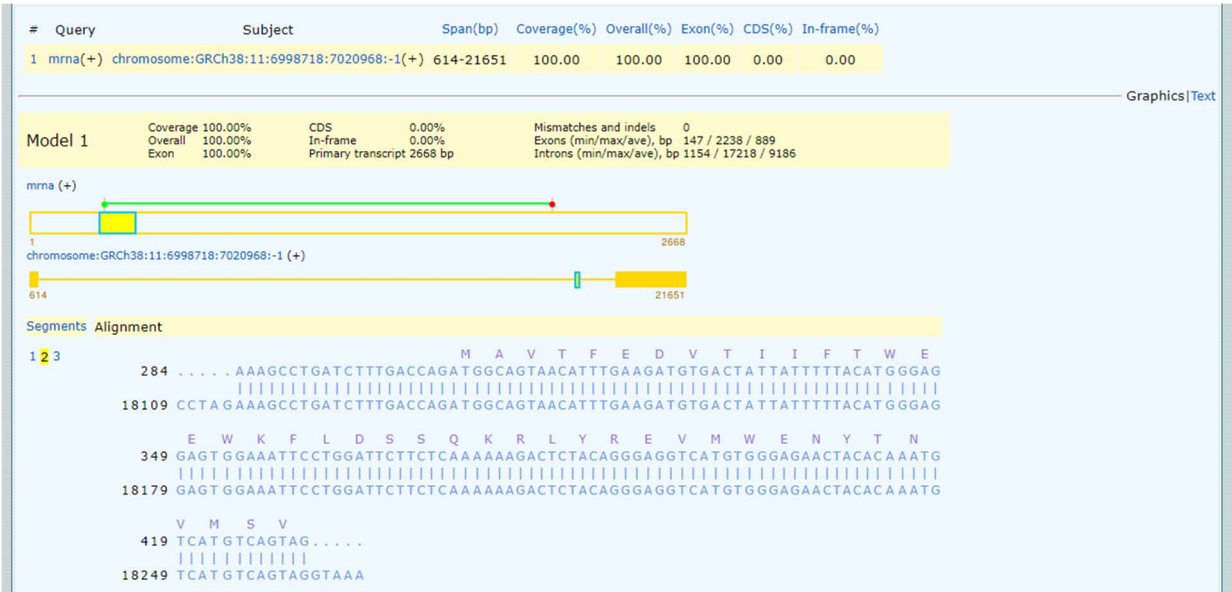 # Query Subject Span(bp) Coverage(%) Overall(%) Exon(%) CDS(%) In-frame(%)
1 mrna(+) chromosome:GRCh38:11:6998718:7020968:-1(+) 614-21651 100.00 100.00 100.00 0.00 0.00
Graphics|Text
Model 1
Coverage 100.00% CDS 0.00% Mismatches and indels 0
Overall 100.00% In-frame 0.00% Exons (min/max/ave), bp 147 / 2238 / 889
Exon 100.00% Primary transcript 2668 bp Introns (min/max/ave), bp 1154 / 17218 / 9186
mrna (+)
1 2668
chromosome:GRCh38:11:6998718:7020968:-1 (+)
614 21651
Segments Alignment
1 2 3
M A V T F E D V T I I F T W E
284 .....AAAGCCTGATCTTTGACCAGATGGCAGTAACATTTGAAGATGTGACTATTATTTTTACATGGGAG
18109 CCTAGAAAGCCTGATCTTTGACCAGATGGCAGTAACATTTGAAGATGTGACTATTATTTTTACATGGGAG
E W K F L D S S Q K R L Y R E V M W E N Y T N
349 GAGTGGAAATTCCTGGATTCTTCTCAAAAAAGACTCTACAGGGAGGTCATGTGGGAGAACTACACAAATG
18179 GAGTGGAAATTCCTGGATTCTTCTCAAAAAAGACTCTACAGGGAGGTCATGTGGGAGAACTACACAAATG
V M S V
419 TCATGTCAGTAG.....
18249 TCATGTCAGTAGGTAAA